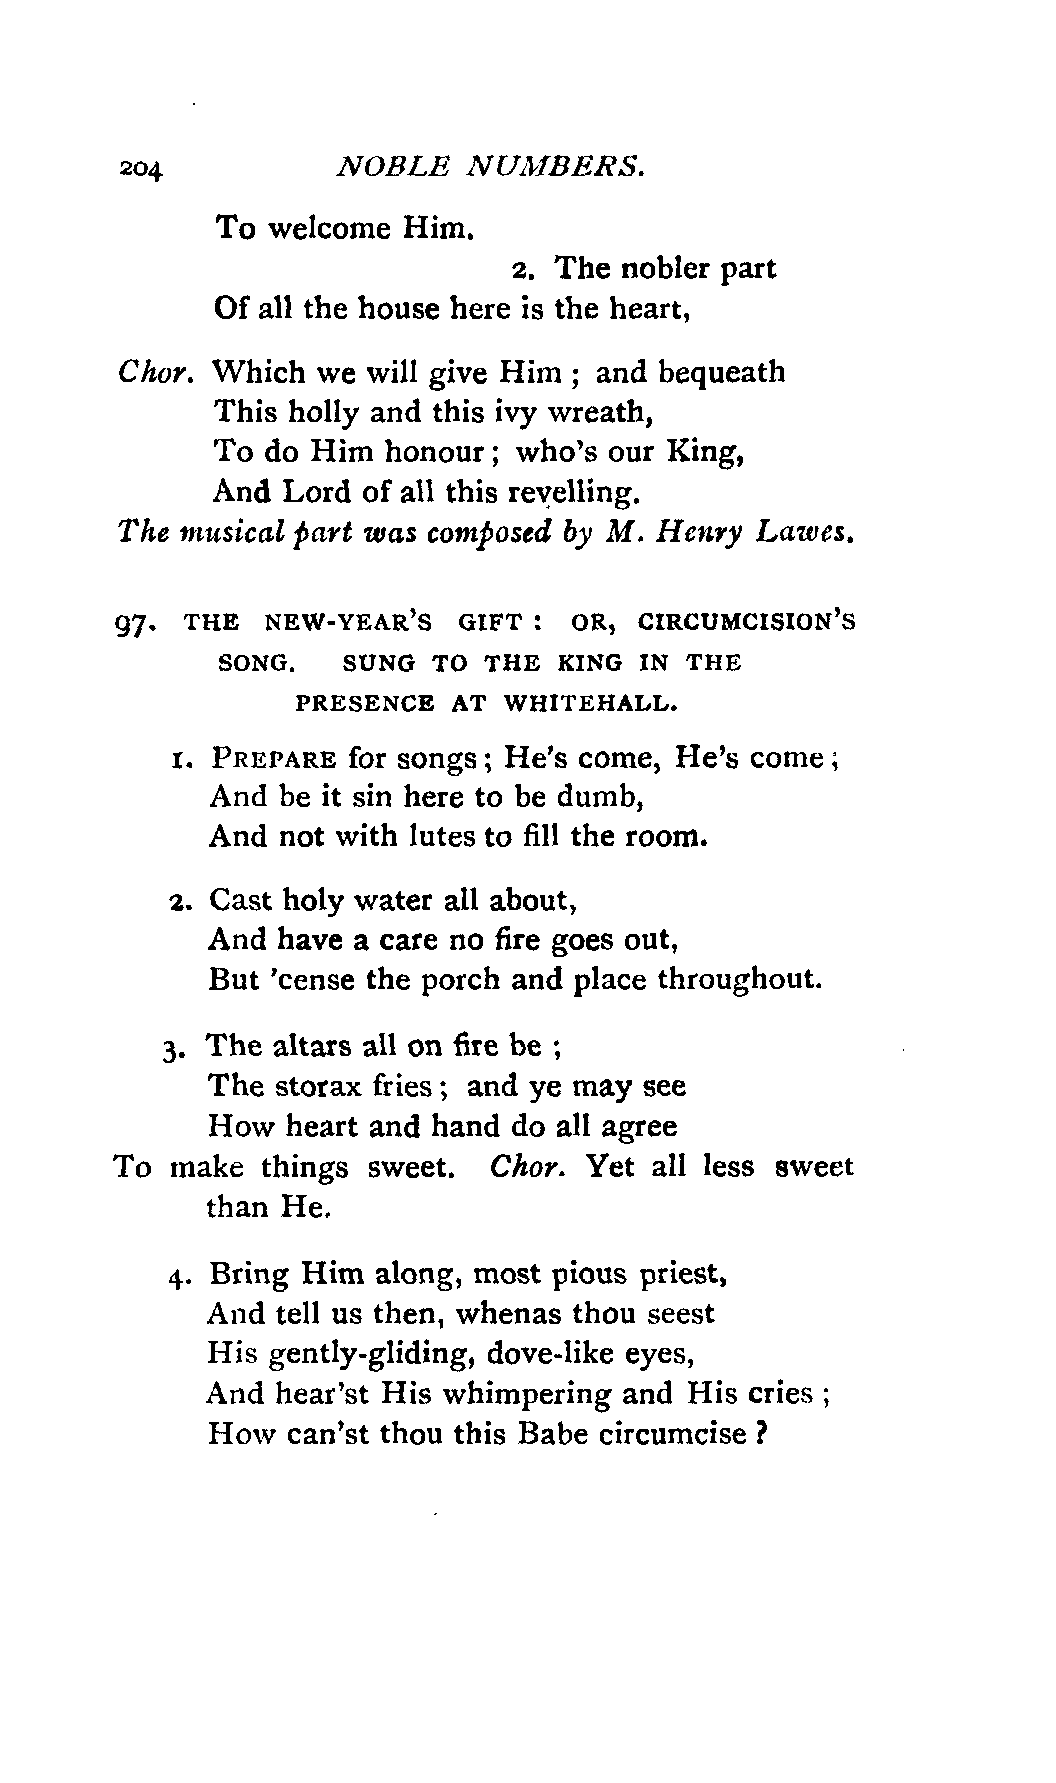 204 NOBLE NUMBERS.
To welcome Him.
2. The nobler part
Of all the house here is the heart,
Chor. Which we will give Him ; and bequeath
This holly and this ivy wreath,
To do Him honour ; who's our King,
And Lord of all this revelling.
The musical part was composed by M. Henry Lawes.
97. THE NEW-YEAR'S GIFT : OR, CIRCUMCISION'S
SONG. SUNG TO THE KING IN THE
PRESENCE AT WHITEHALL.
1. PREPARE for songs ; He's come, He's come ;
And be it sin here to be dumb,
And not with lutes to fill the room.
2. Cast holy water all about,
And have a care no fire goes out,
But 'cense the porch and place throughout.
3. The altars all on fire be ;
The storax fries ; and ye may see
How heart and hand do all agree
To make things sweet. Chor. Yet all less sweet
than He.
4. Bring Him along, most pious priest,
And tell us then, whenas thou seest
His gently-gliding, dove-like eyes,
And hear'st His whimpering and His cries ;
How can'st thou this Babe circumcise ?